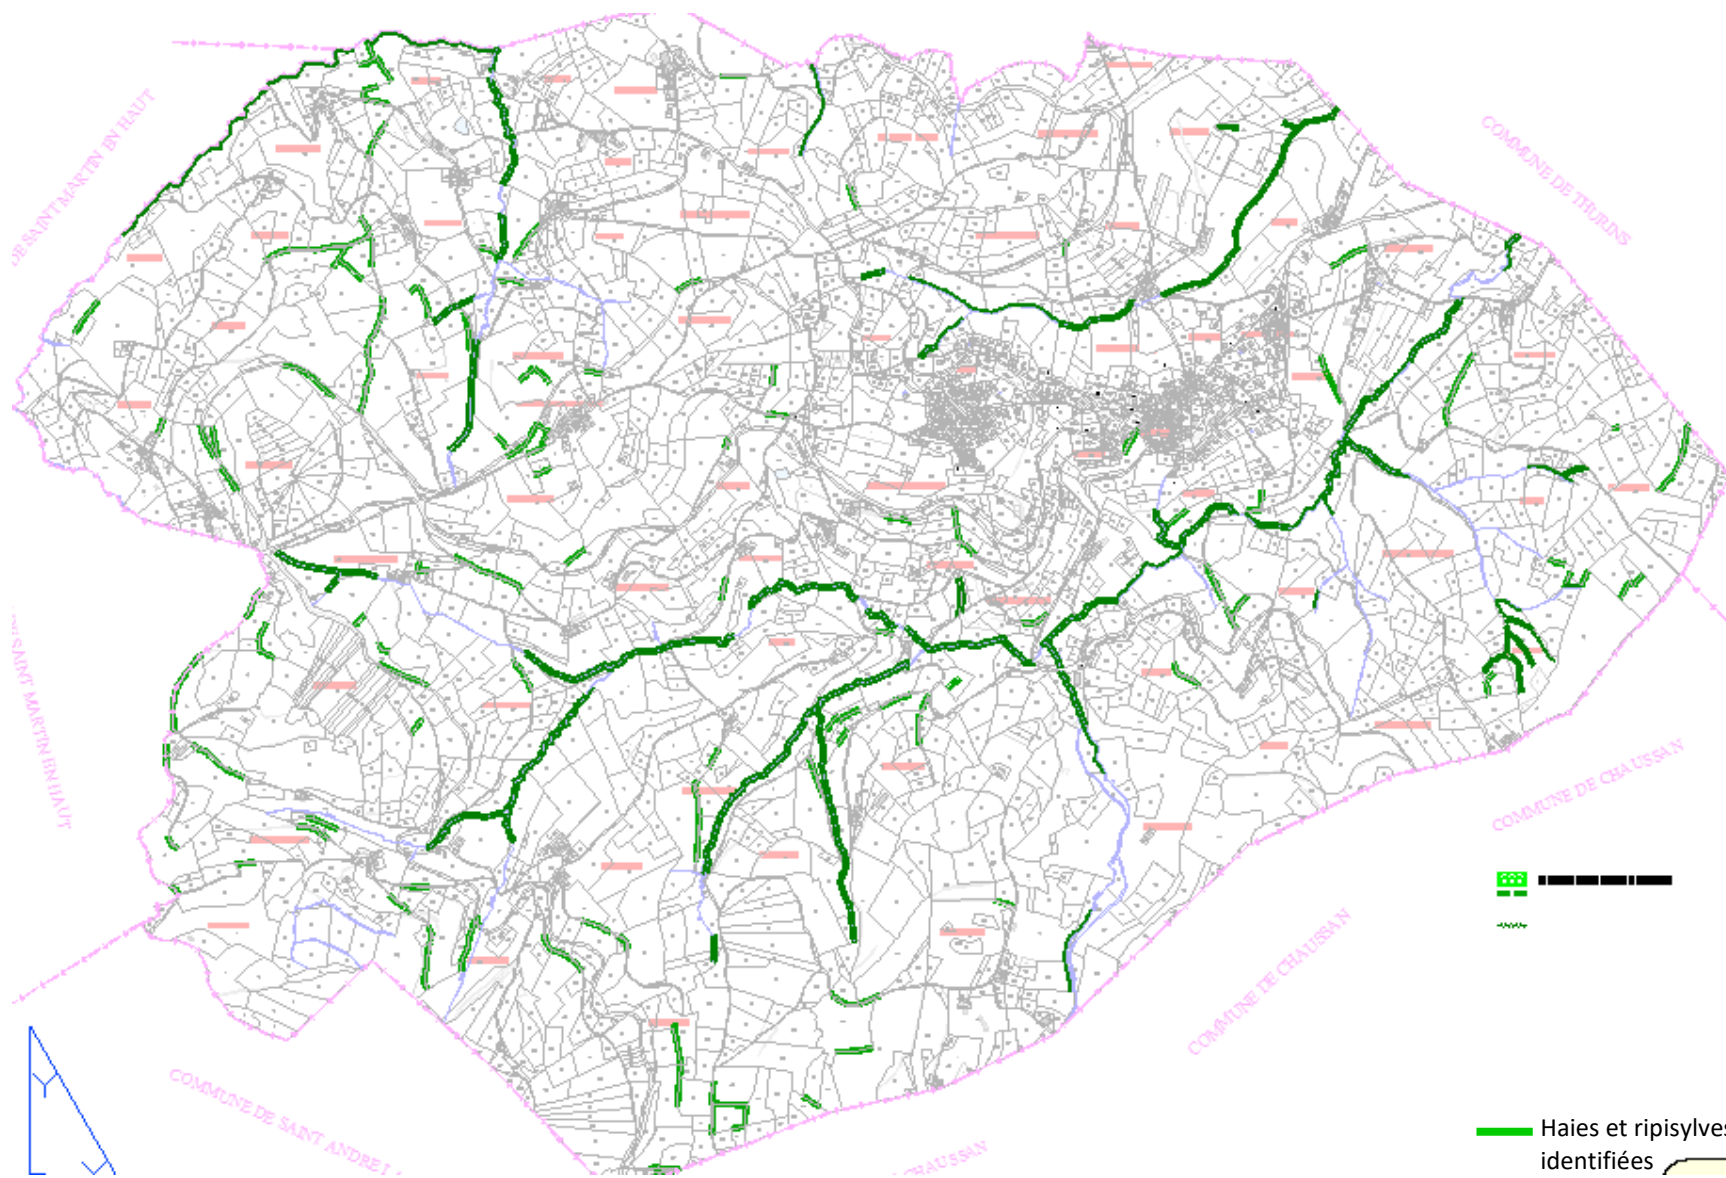 DE SAINT MARTIN EN HAUT
COMMUNE DE THURINS
SAINT MARTIN EN HAUT
COMMUNE DE CHAUSSAN
COMMUNE DE CHAUSSAN
COMMUNE DE SAINT ANDRE LA
CHAUSSAN
Haies et ripisylves
identifiées